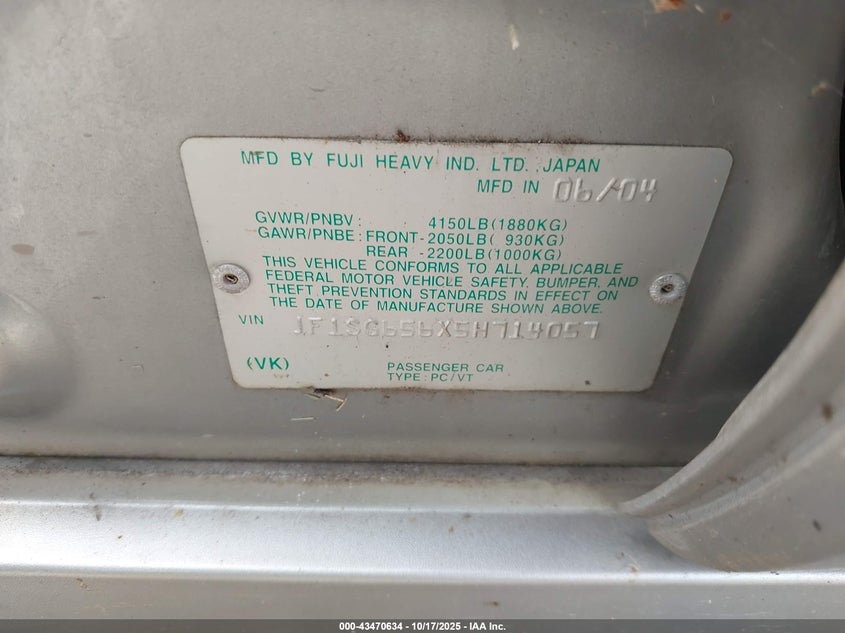 MFD BY FUJI HEAVY IND. LTD. JAPAN
MFD IN 06/04
GVWR/PNBV: 4150LB(1880KG)
GAWR/PNBE: FRONT-2050LB( 930KG)
REAR -2200LB(1000KG)
THIS VEHICLE CONFORMS TO ALL APPLICABLE
FEDERAL MOTOR VEHICLE SAFETY, BUMPER, AND
THEFT PREVENTION STANDARDS IN EFFECT ON
THE DATE OF MANUFACTURE SHOWN ABOVE.
VIN JF1SG656X5H714057
(VK) PASSENGER CAR
TYPE: PC/VT
000-43470634 | 10/17/2025 - IAA Inc.